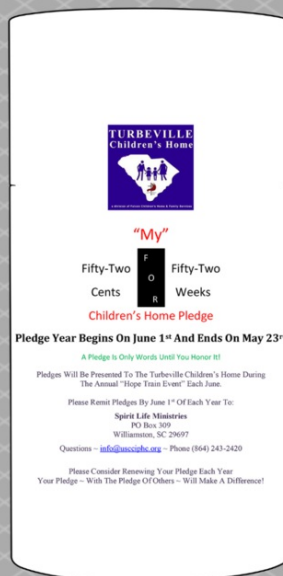 TURBEVILLE
Children's Home
“My”
Fifty-Two
Cents
F
O
R
Fifty-Two
Weeks
Children's Home Pledge
Pledge Year Begins On June 1st And Ends On May 23r
A Pledge Is Only Words Until You Honor It!
Pledges Will Be Presented To The Turbeville Children's Home During
The Annual “Hope Train Event” Each June.
Please Remit Pledges By June 1st Of Each Year To:
Spirit Life Ministries
PO Box 309
Williamston, SC 29697
Questions ~ info@uscciphc.org ~ Phone (864) 243-2420
Please Consider Renewing Your Pledge Each Year
Your Pledge ~ With The Pledge Of Others ~ Will Make A Difference!